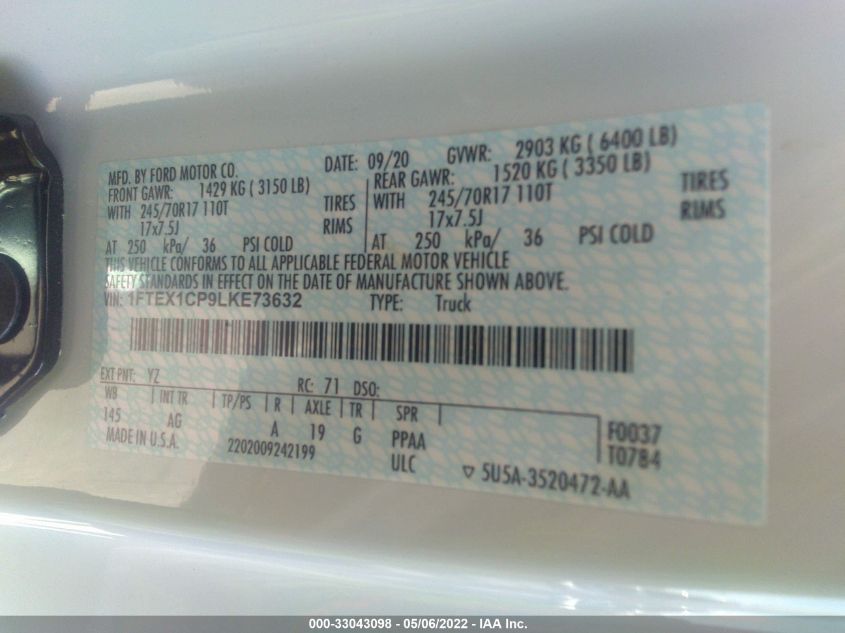 MFD. BY FORD MOTOR CO. DATE: 09/20 GVWR: 2903 KG ( 6400 LB)
FRONT GAWR: 1429 KG ( 3150 LB) REAR GAWR: 1520 KG ( 3350 LB)
WITH 245/70R17 110T TIRES WITH 245/70R17 110T TIRES
17x7.5J RIMS 17x7.5J RIMS
AT 250 kPa/ 36 PSI COLD AT 250 kPa/ 36 PSI COLD
THIS VEHICLE CONFORMS TO ALL APPLICABLE FEDERAL MOTOR VEHICLE
SAFETY STANDARDS IN EFFECT ON THE DATE OF MANUFACTURE SHOWN ABOVE.
VIN: 1FTEX1CP9LKE73632 TYPE: Truck
EXT PNT: YZ RC: 71 DSO:
WB INT TR TP/PS R AXLE TR SPR
145 AG A 19 G PPAA F0037
MADE IN U.S.A. 2202009242199 ULC T0784
5U5A-3520472-AA
000-33043098 - 05/06/2022 - IAA Inc.